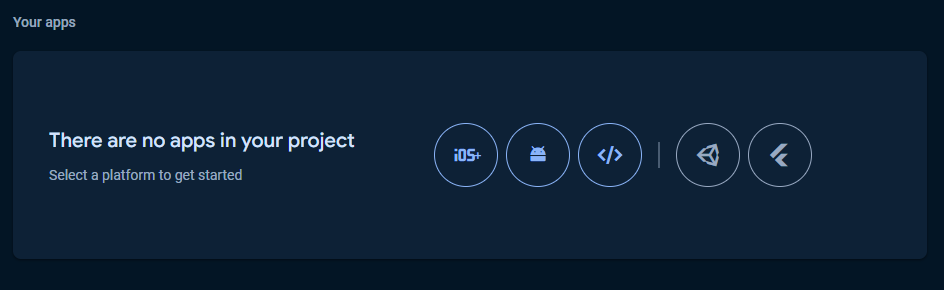 Your apps
There are no apps in your project
Select a platform to get started
iOS+